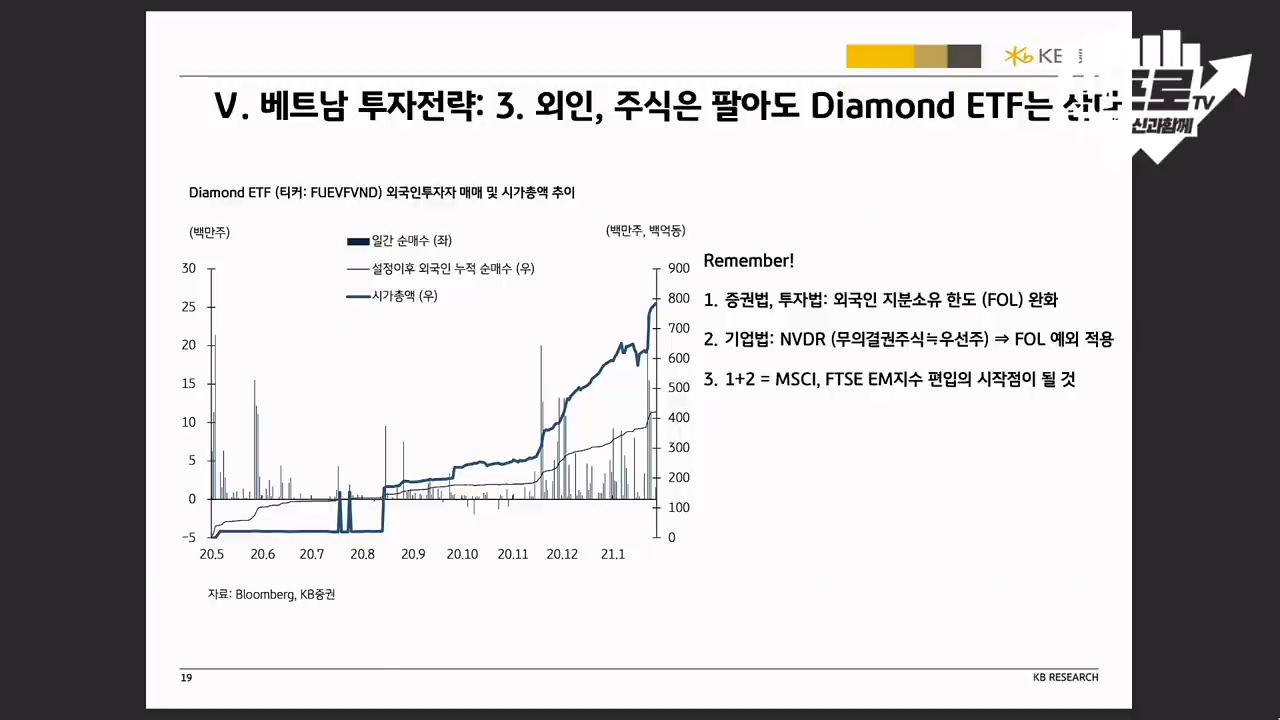 KB
프로TV
신과함께
V. 베트남 투자전략: 3. 외인, 주식은 팔아도 Diamond ETF는 산다
Diamond ETF (티커: FUEVFVND) 외국인투자자 매매 및 시가총액 추이
(백만주)
(백만주, 백억동)
일간 순매수 (좌)
설정이후 외국인 누적 순매수 (우)
시가총액 (우)
30
25
20
15
10
5
0
-5
900
800
700
600
500
400
300
200
100
0
20.5 20.6 20.7 20.8 20.9 20.10 20.11 20.12 21.1
Remember!
1. 증권법, 투자법: 외국인 지분소유 한도 (FOL) 완화
2. 기업법: NVDR (무의결권주식≒우선주) ⇒ FOL 예외 적용
3. 1+2 = MSCI, FTSE EM지수 편입의 시작점이 될 것
자료: Bloomberg, KB증권
19
KB RESEARCH